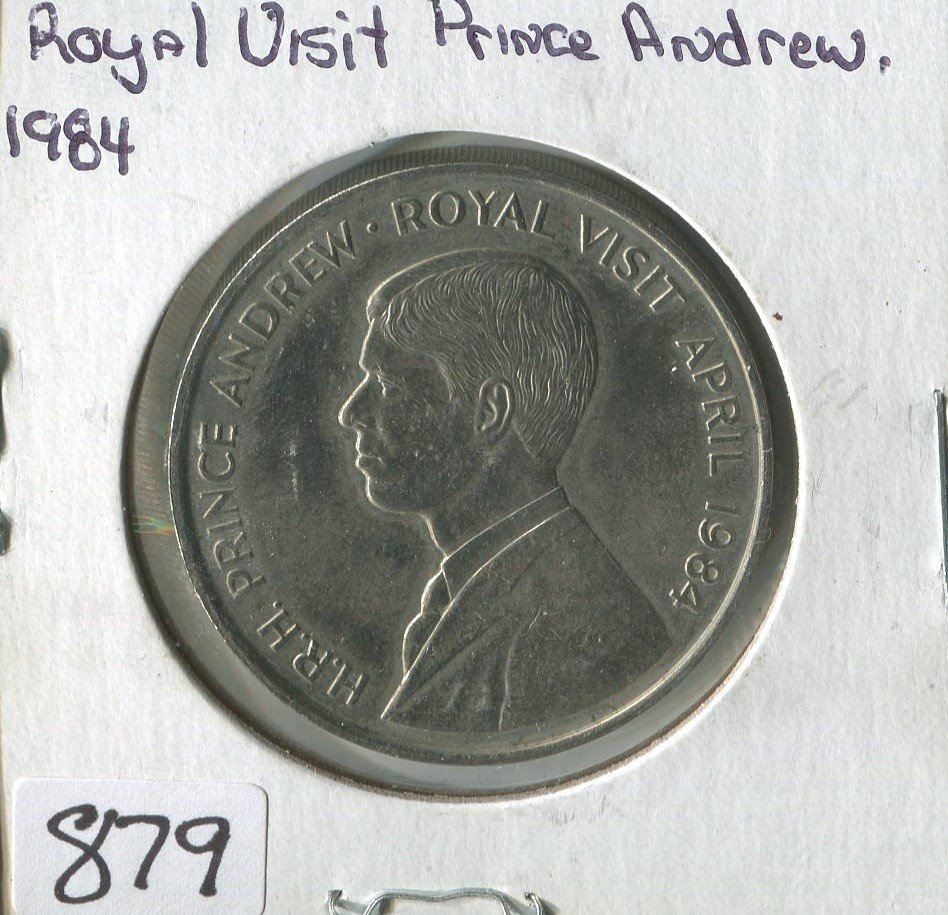 Royal Visit Prince Andrew.
1984
H.R.H. PRINCE ANDREW · ROYAL VISIT APRIL 1984
879